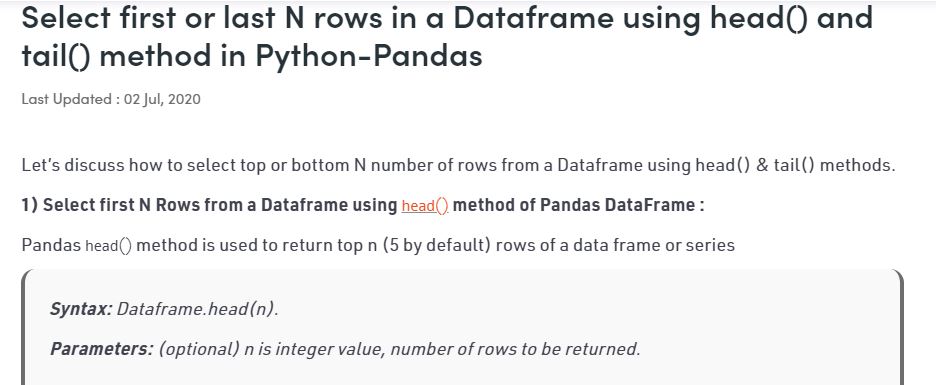 Select first or last N rows in a Dataframe using head() and
tail() method in Python-Pandas
Last Updated : 02 Jul, 2020
Let's discuss how to select top or bottom N number of rows from a Dataframe using head() & tail() methods.
1) Select first N Rows from a Dataframe using head() method of Pandas DataFrame :
Pandas head() method is used to return top n (5 by default) rows of a data frame or series
Syntax: Dataframe.head(n).
Parameters: (optional) n is integer value, number of rows to be returned.